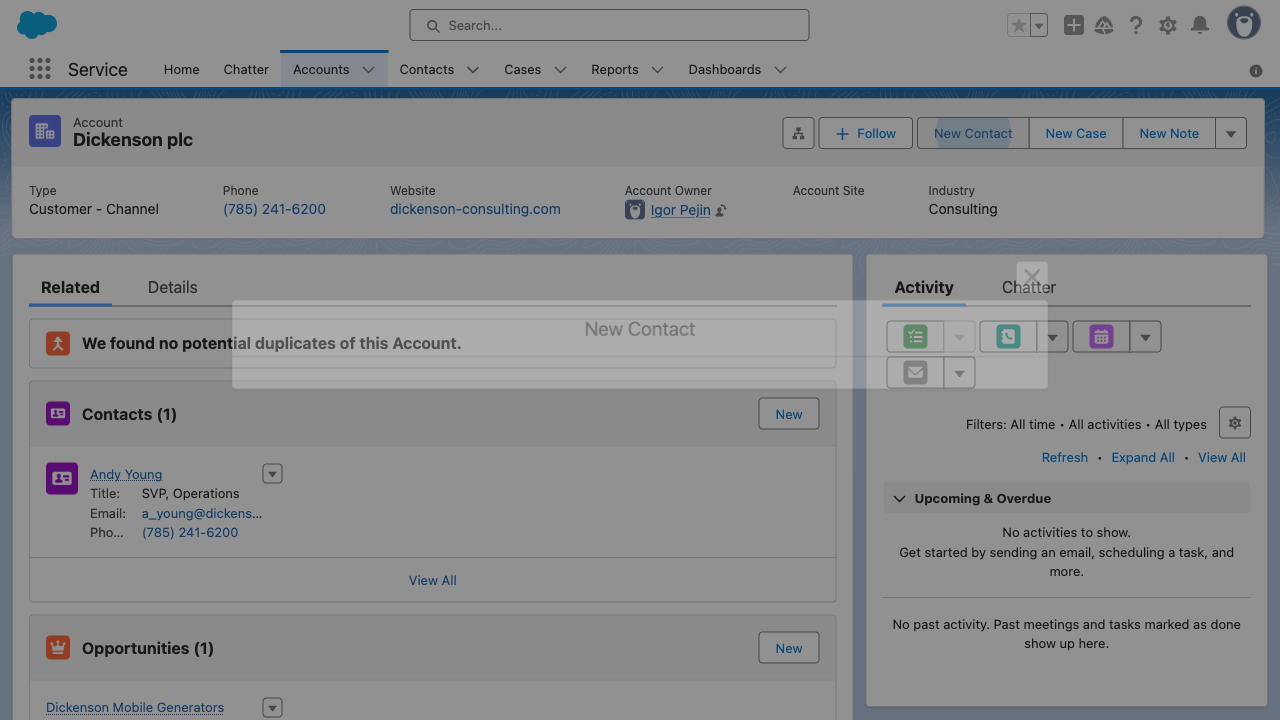 Search...
Service
Home
Chatter
Accounts
Contacts
Cases
Reports
Dashboards
Account
Dickenson plc
Follow
New Contact
New Case
New Note
Type
Phone
Website
Account Owner
Account Site
Industry
Customer - Channel
(785) 241-6200
dickenson-consulting.com
Igor Pejin
Consulting
Related
Details
We found no potential duplicates of this Account.
New Contact
Contacts (1)
New
Andy Young
Title: SVP, Operations
Email: a_young@dickens...
Pho... (785) 241-6200
View All
Opportunities (1)
New
Dickenson Mobile Generators
Activity
Chatter
Filters: All time • All activities • All types
Refresh • Expand All • View All
Upcoming & Overdue
No activities to show.
Get started by sending an email, scheduling a task, and
more.
No past activity. Past meetings and tasks marked as done
show up here.